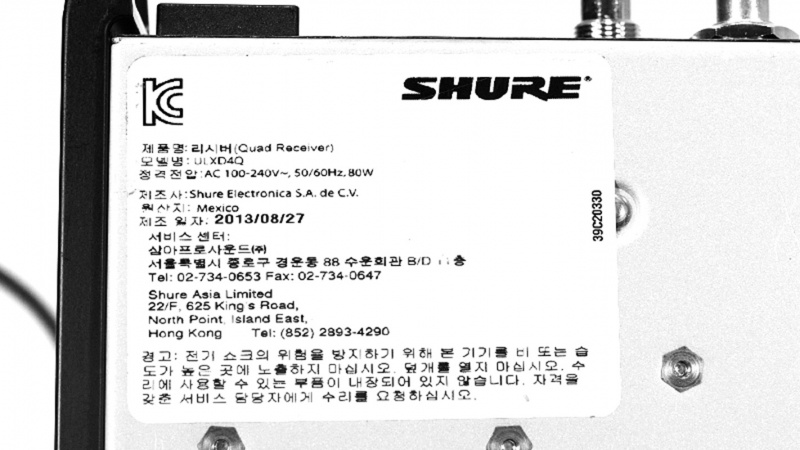 SHURE®
제품명: 리시버(Quad Receiver)
모델명: ULXD4Q
정격전압: AC 100-240V~, 50/60Hz, 80W
제조사: Shure Electronica S.A. de C.V.
원산지: Mexico
제조 일자: 2013/08/27
서비스 센터:
삼아프로사운드(주)
서울특별시 종로구 경운동 88 수운회관 B/D 층
Tel: 02-734-0653 Fax: 02-734-0647
Shure Asia Limited
22/F, 625 King's Road,
North Point, Island East,
Hong Kong Tel: (852) 2893-4290
경고: 전기 쇼크의 위험을 방지하기 위해 본 기기를 비 또는 습
도가 높은 곳에 노출하지 마십시오. 덮개를 열지 마십시오. 수
리에 사용할 수 있는 부품이 내장되어 있지 않습니다. 자격을
갖춘 서비스 담당자에게 수리를 요청하십시오.
39C20330